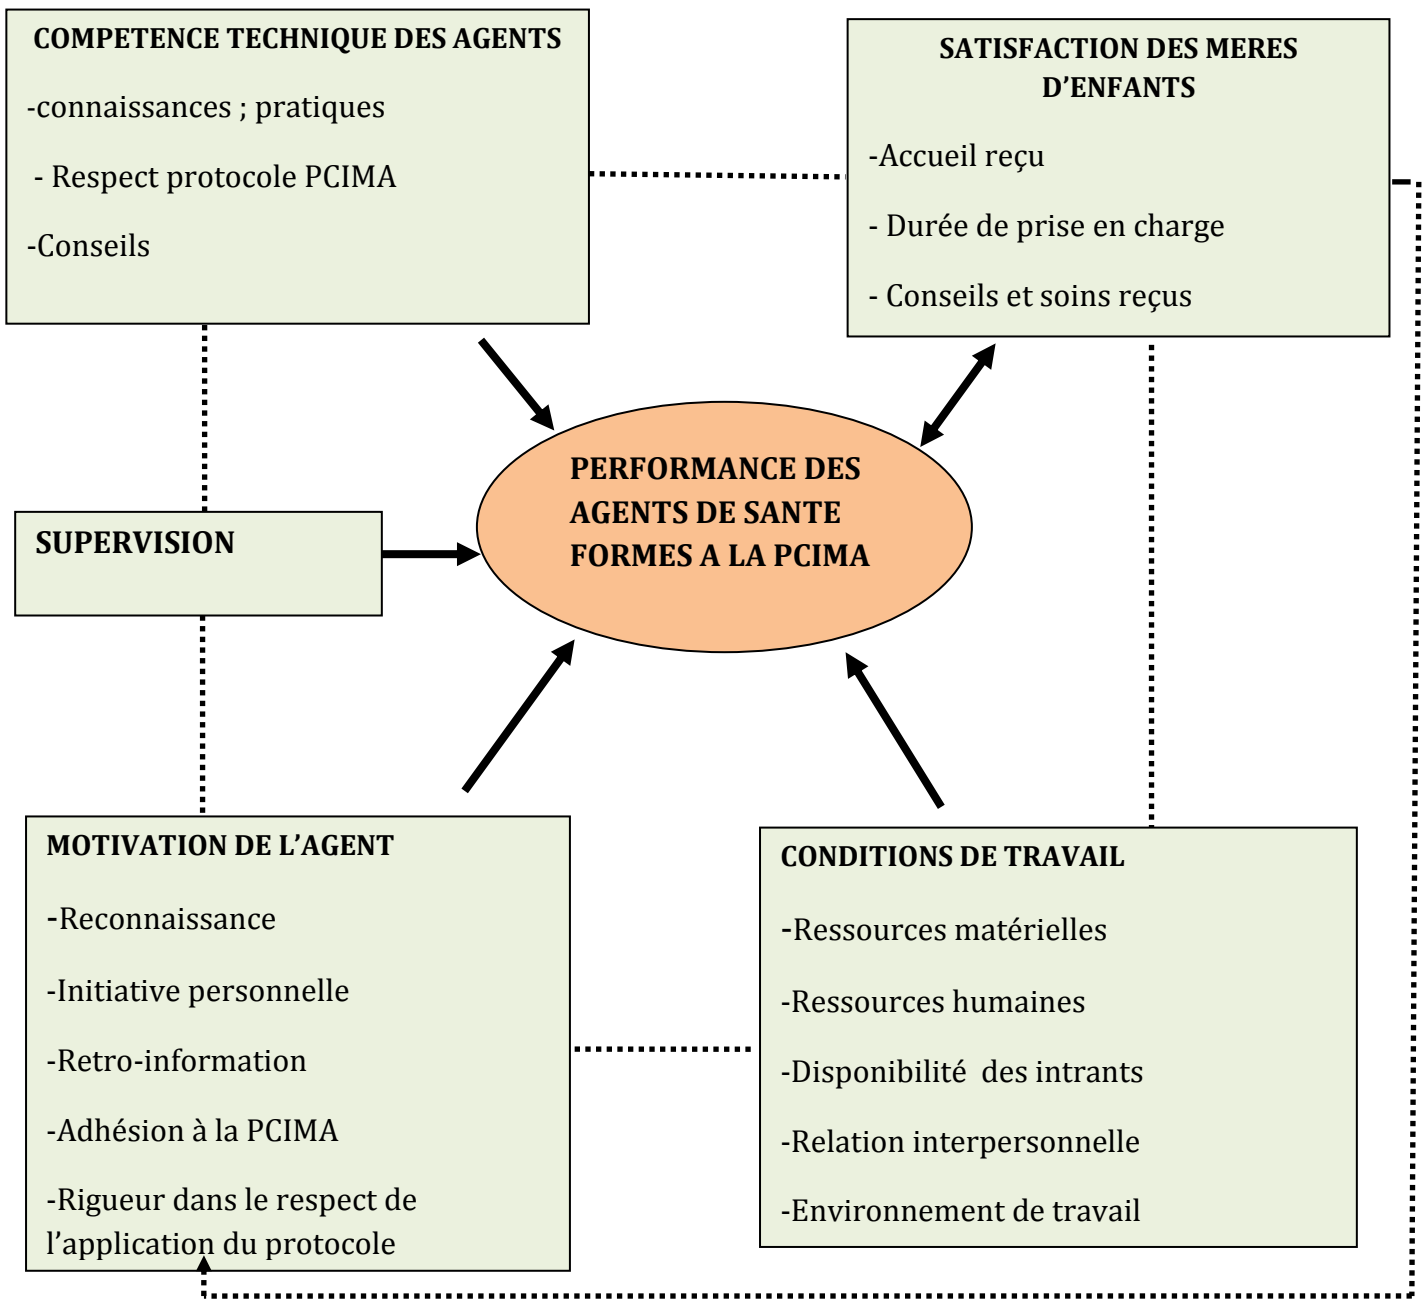 COMPETENCE TECHNIQUE DES AGENTS
-connaissances ; pratiques
- Respect protocole PCIMA
-Conseils
SATISFACTION DES MERES
D’ENFANTS
-Accueil reçu
- Durée de prise en charge
- Conseils et soins reçus
PERFORMANCE DES
AGENTS DE SANTE
FORMES A LA PCIMA
SUPERVISION
MOTIVATION DE L’AGENT
-Reconnaissance
-Initiative personnelle
-Retro-information
-Adhésion à la PCIMA
-Rigueur dans le respect de
l’application du protocole
CONDITIONS DE TRAVAIL
-Ressources matérielles
-Ressources humaines
-Disponibilité  des intrants
-Relation interpersonnelle
-Environnement de travail